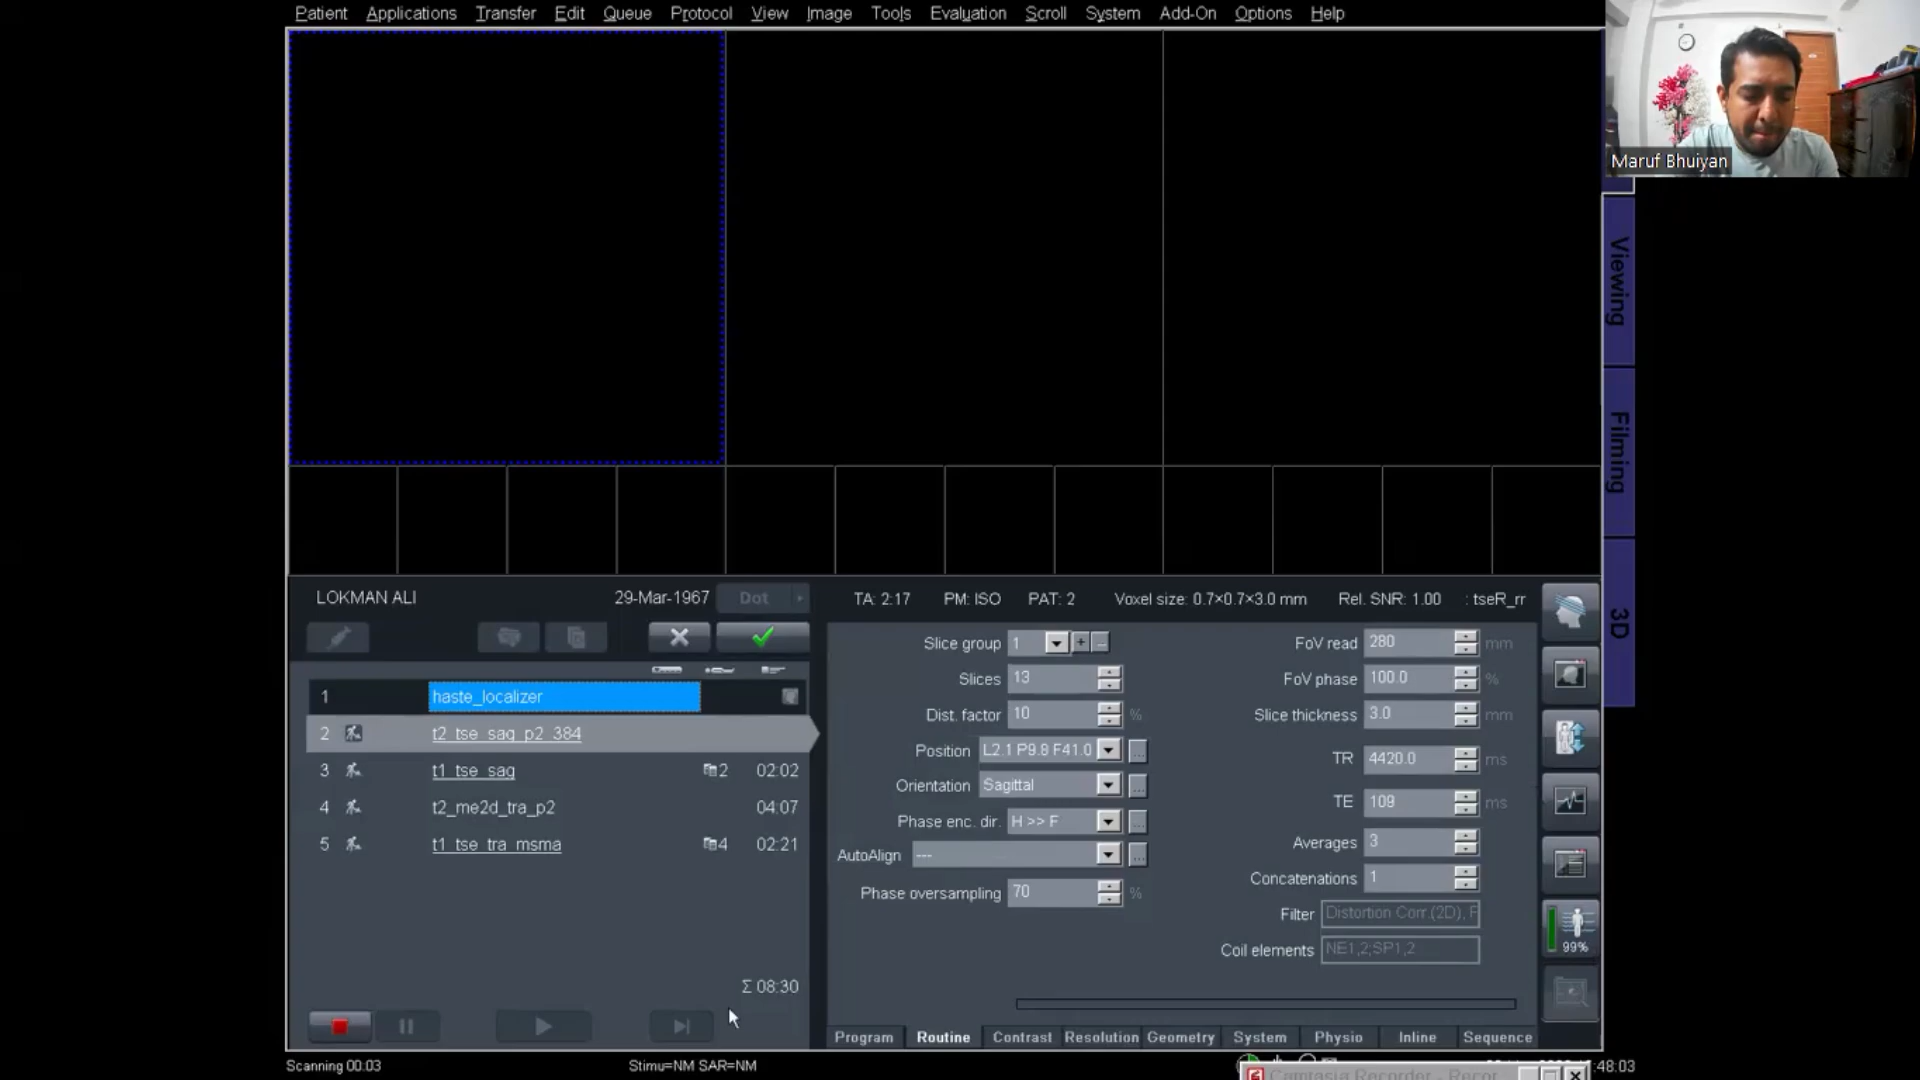 Patient Applications Transfer Edit Queue Protocol View Image Tools Evaluation Scroll System Add-On Options Help
Maruf Bhuiyan
Viewing
Filming
3D
LOKMAN ALI 29-Mar-1967 Dot
TA: 2:17 PM: ISO PAT: 2 Voxel size: 0.7×0.7×3.0 mm Rel. SNR: 1.00 : tseR_rr
1 haste_localizer
2 t2_tse_sag_p2_384
3 t1_tse_sag 2 02:02
4 t2_me2d_tra_p2 04:07
5 t1_tse_tra_msma 4 02:21
Σ 08:30
Slice group 1 + -
Slices 13
Dist. factor 10 %
Position L2.1 P9.8 F41.0 ...
Orientation Sagittal ...
Phase enc. dir. H >> F ...
AutoAlign --- ...
Phase oversampling 70 %
FoV read 280 mm
FoV phase 100.0 %
Slice thickness 3.0 mm
TR 4420.0 ms
TE 109 ms
Averages 3
Concatenations 1
Filter Distortion Corr.(2D), F
Coil elements NE1,2;SP1,2
99%
Program Routine Contrast Resolution Geometry System Physio Inline Sequence
Scanning 00:03 Stimu=NM SAR=NM :48:03
Camtasia Recorder - Recor